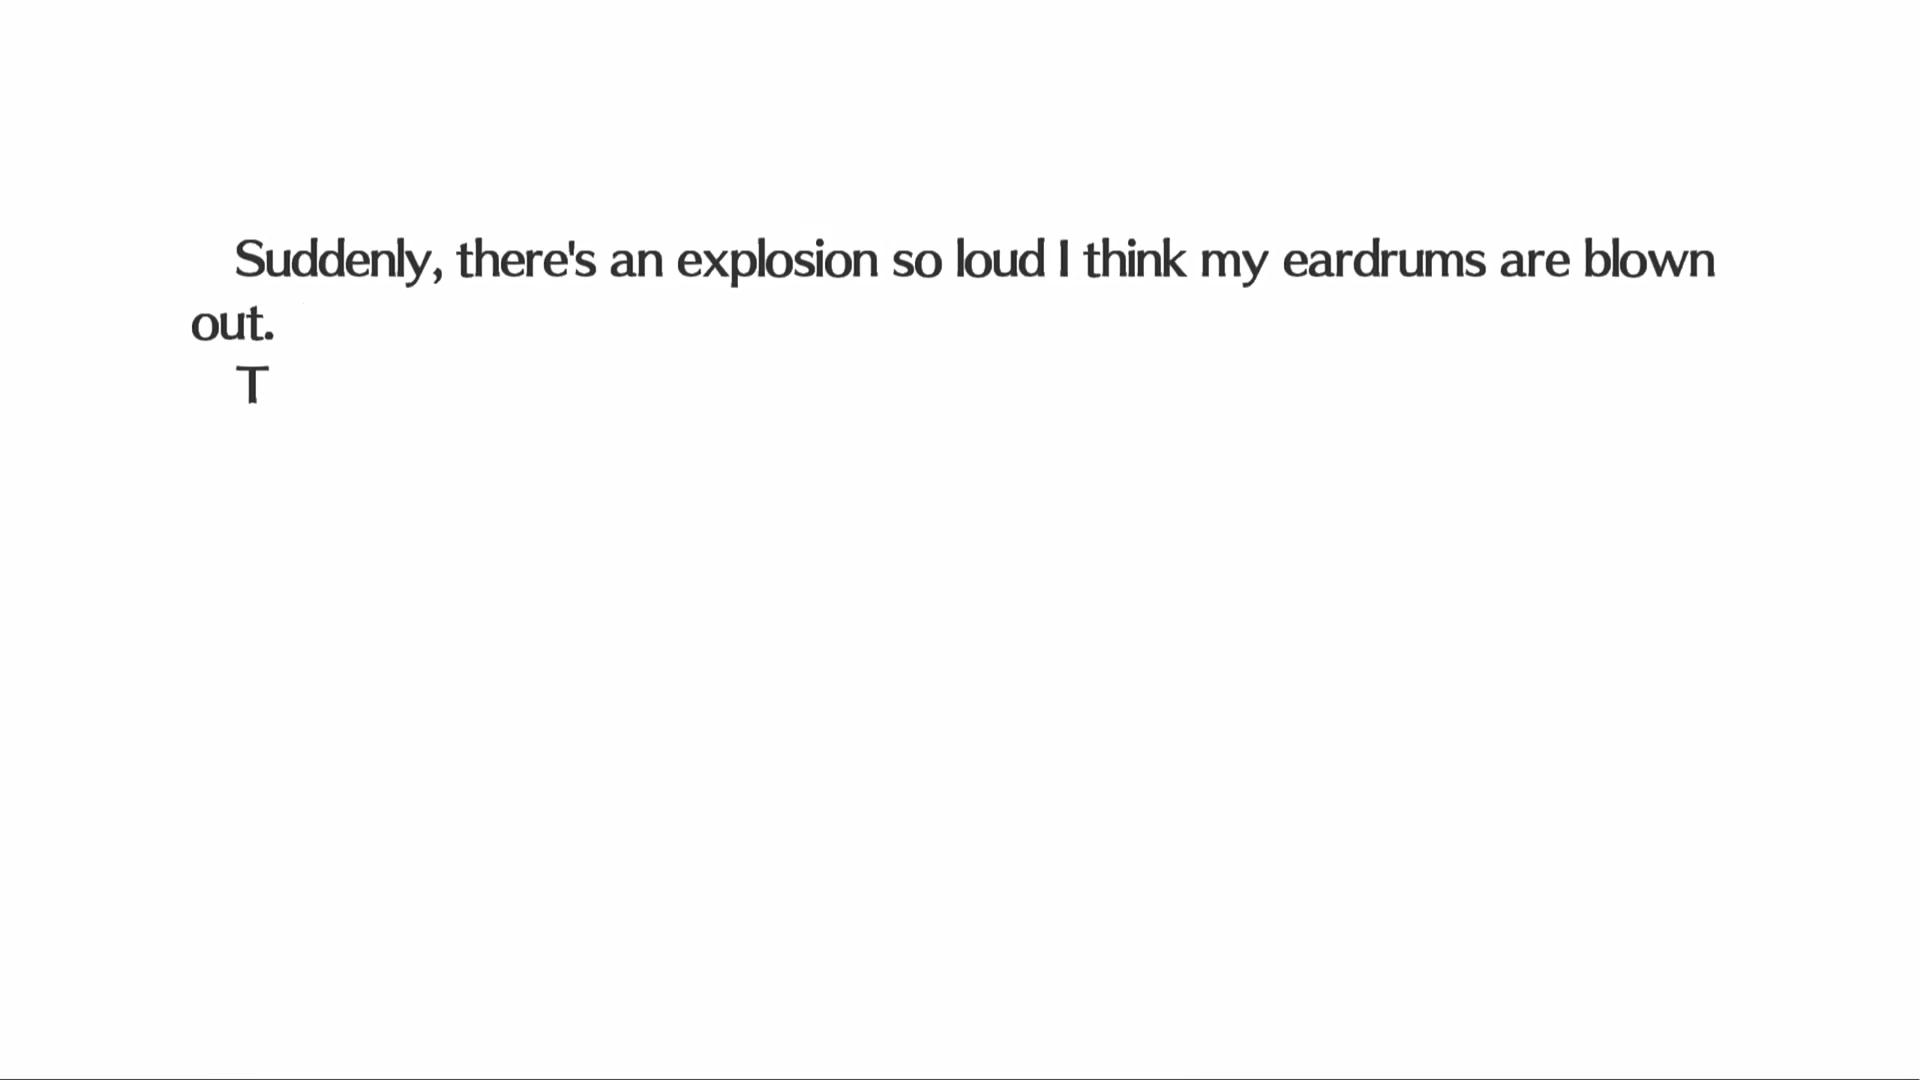 Suddenly, there's an explosion so loud I think my eardrums are blown
out.
T